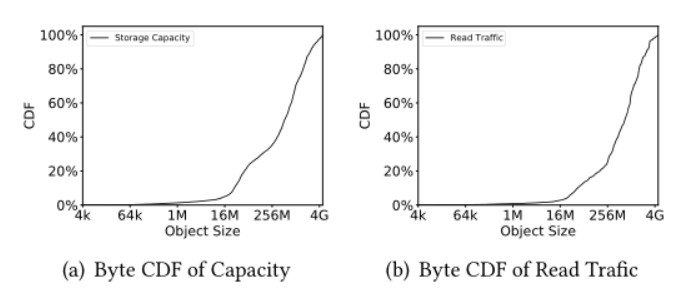 100%
80%
60%
40%
20%
0%
CDF
Storage Capacity
4k 64k 1M 16M 256M 4G
Object Size
(a) Byte CDF of Capacity
100%
80%
60%
40%
20%
0%
CDF
Read Traffic
4k 64k 1M 16M 256M 4G
Object Size
(b) Byte CDF of Read Trafic